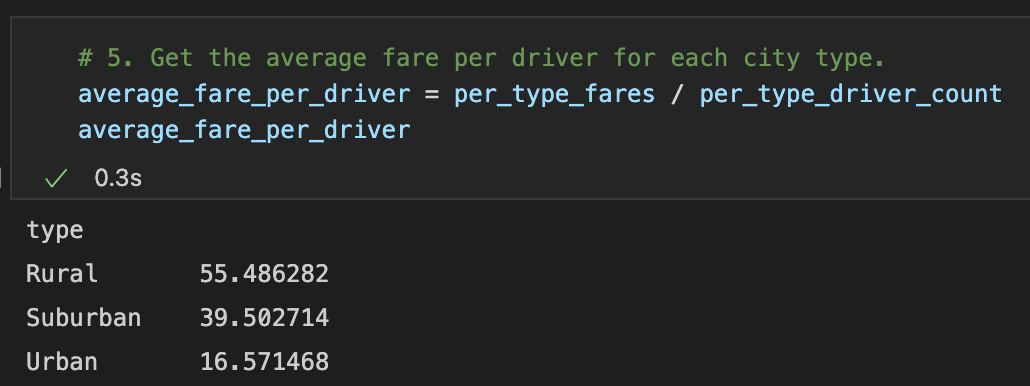 # 5. Get the average fare per driver for each city type.
average_fare_per_driver = per_type_fares / per_type_driver_count
average_fare_per_driver
0.3s
type
Rural 55.486282
Suburban 39.502714
Urban 16.571468